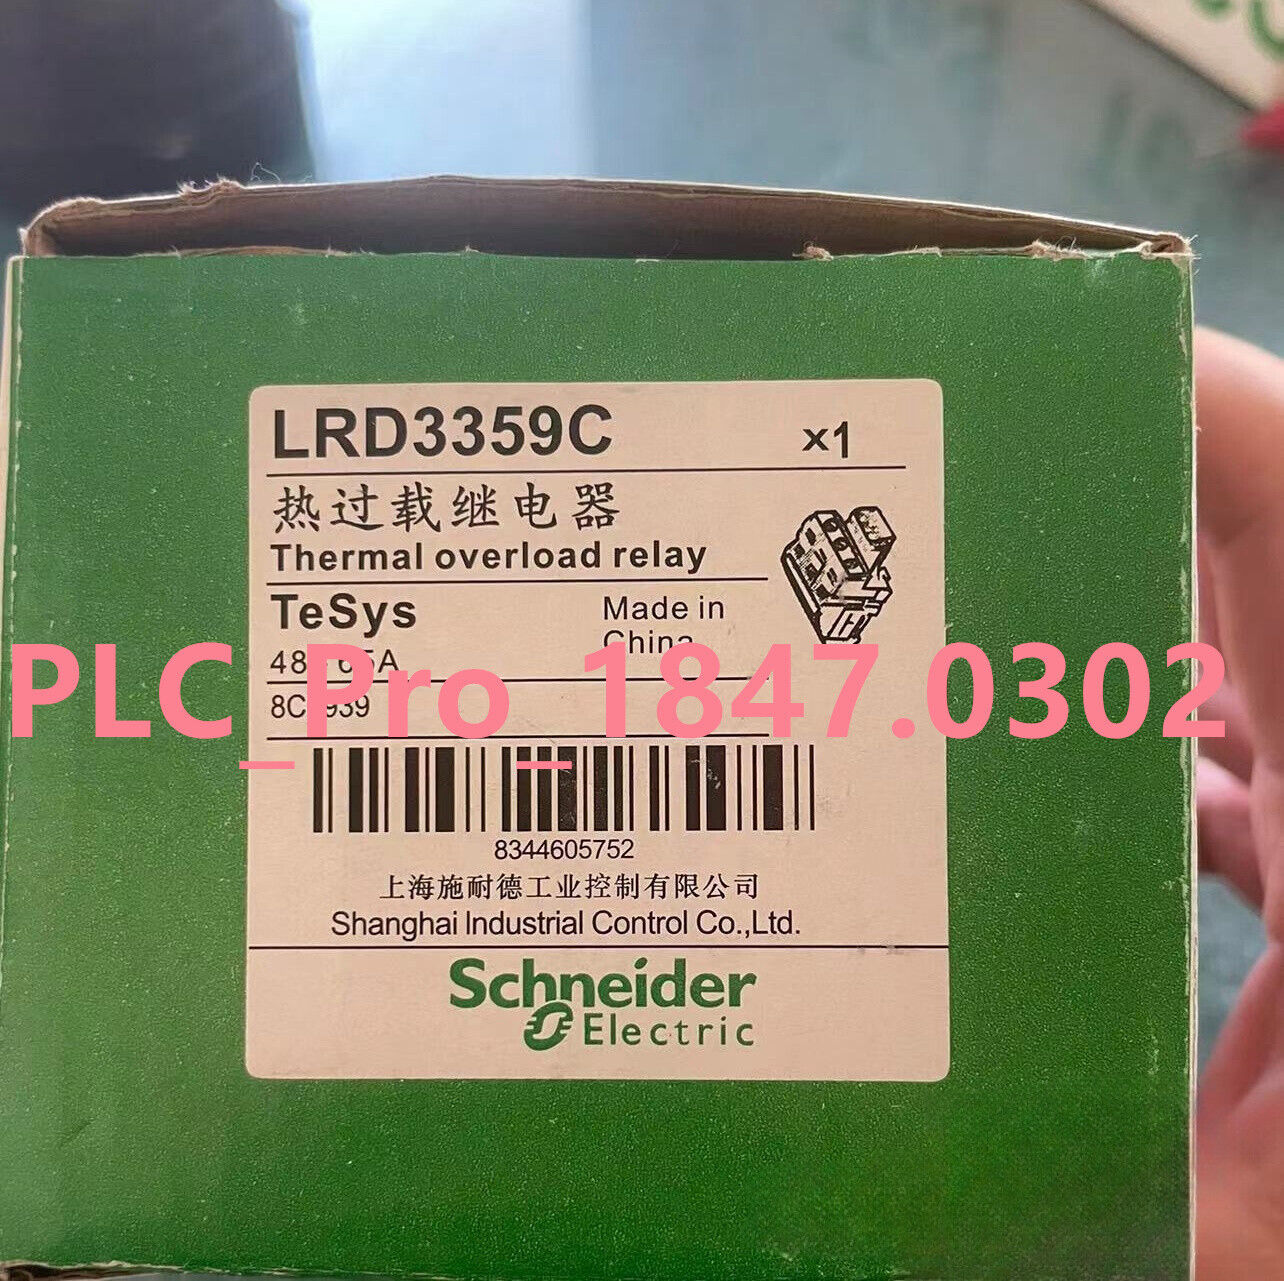 LRD3359C
x1
热过载继电器
Thermal overload relay
TeSys
Made in
China
PLC_Pro_1847.0302
8344605752
上海施耐德工业控制有限公司
Shanghai Industrial Control Co.,Ltd.
Schneider
Electric